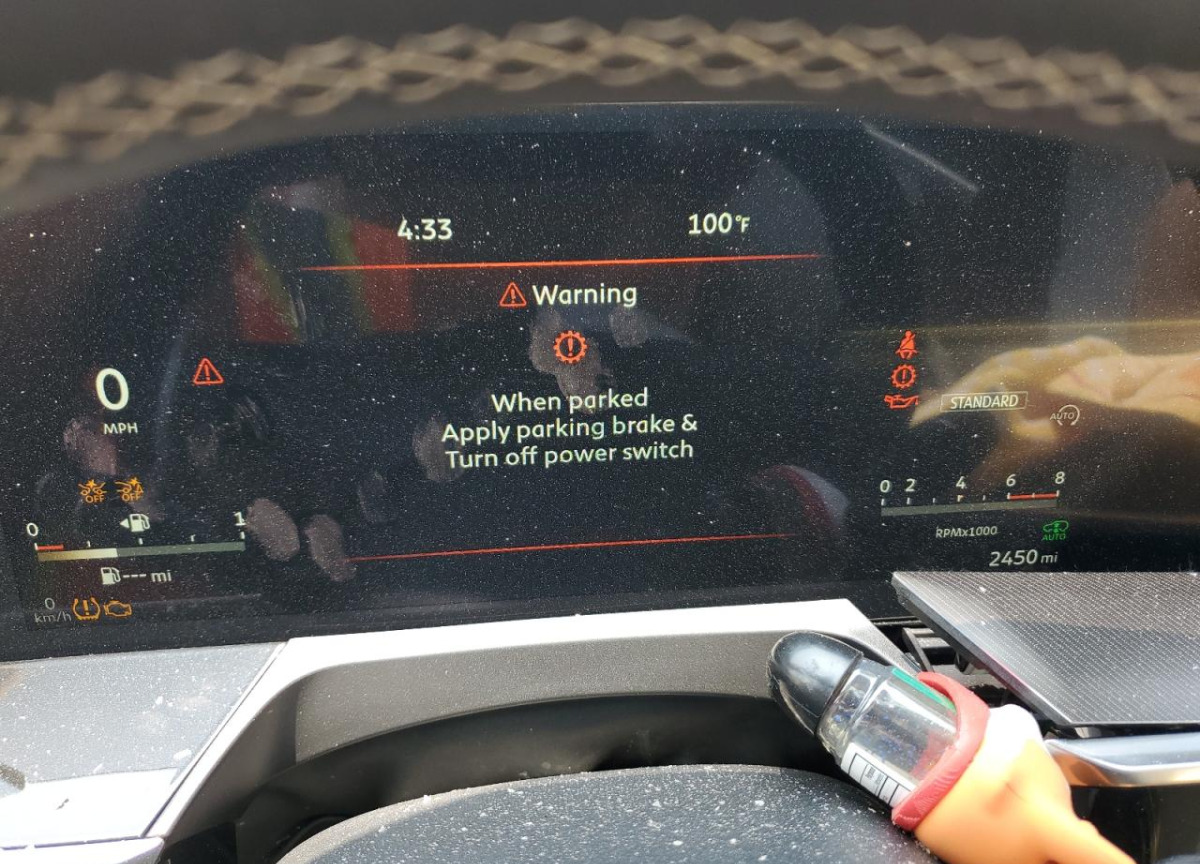 4:33
100°F
Warning
When parked
Apply parking brake &
Turn off power switch
0
MPH
OFF OFF
0 1
--- mi
0
km/h
STANDARD
AUTO
0 2 4 6 8
RPMx1000
AUTO
2450 mi